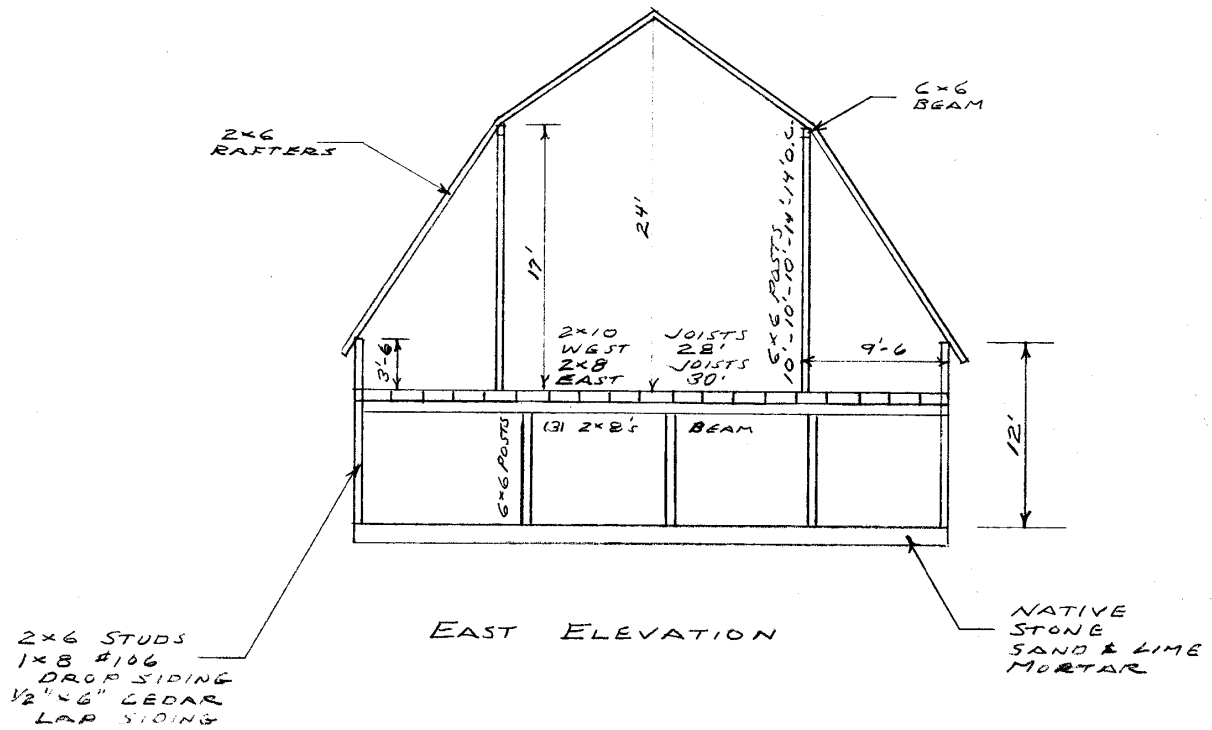 6×6
BEAM
2×6
RAFTERS
17'
24'
6×6 POSTS
10'-10'-10'-14'-14' O.C.
3'-6
2×10 JOISTS
WEST 28'
2×8 JOISTS
EAST 30'
9'-6
12'
6×6 POSTS
(3) 2×8's BEAM
EAST ELEVATION
2×6 STUDS
1×8 #106
DROP SIDING
1/2"×6" CEDAR
LAP SIDING
NATIVE
STONE
SAND & LIME
MORTAR